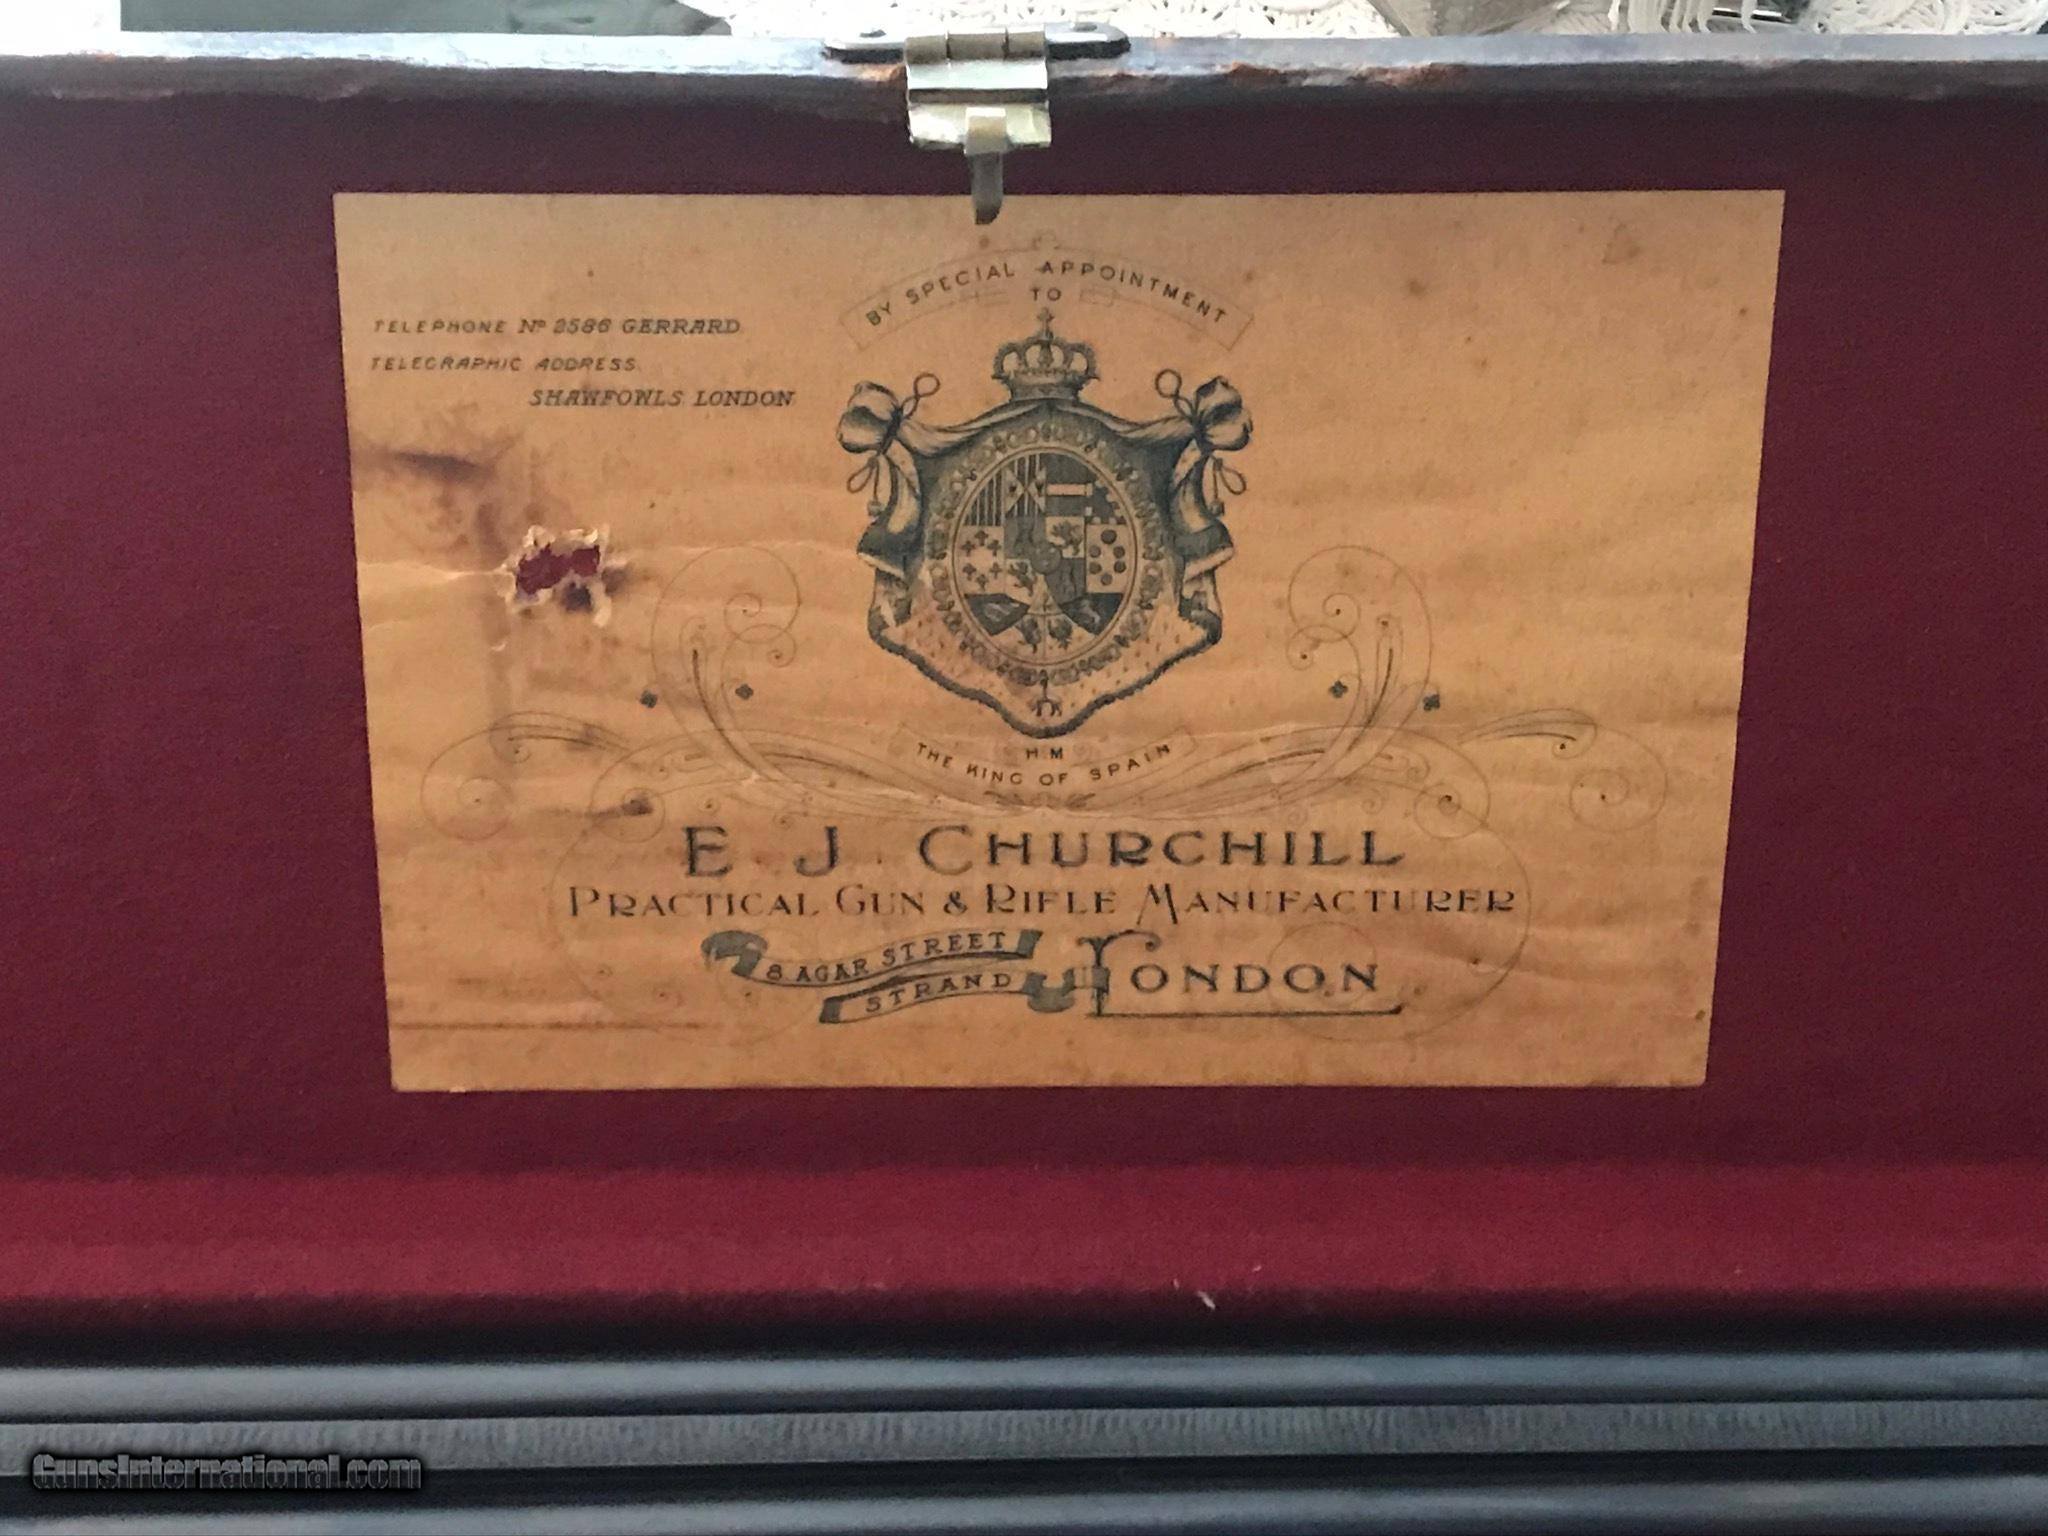 BY SPECIAL APPOINTMENT
TO
TELEPHONE Nº 2586 GERRARD
TELEGRAPHIC ADDRESS.
SHAWFOWLS LONDON
H M
THE KING OF SPAIN
E J CHURCHILL
PRACTICAL GUN & RIFLE MANUFACTURER
8 AGAR STREET
STRAND
LONDON
GunsInternational.com